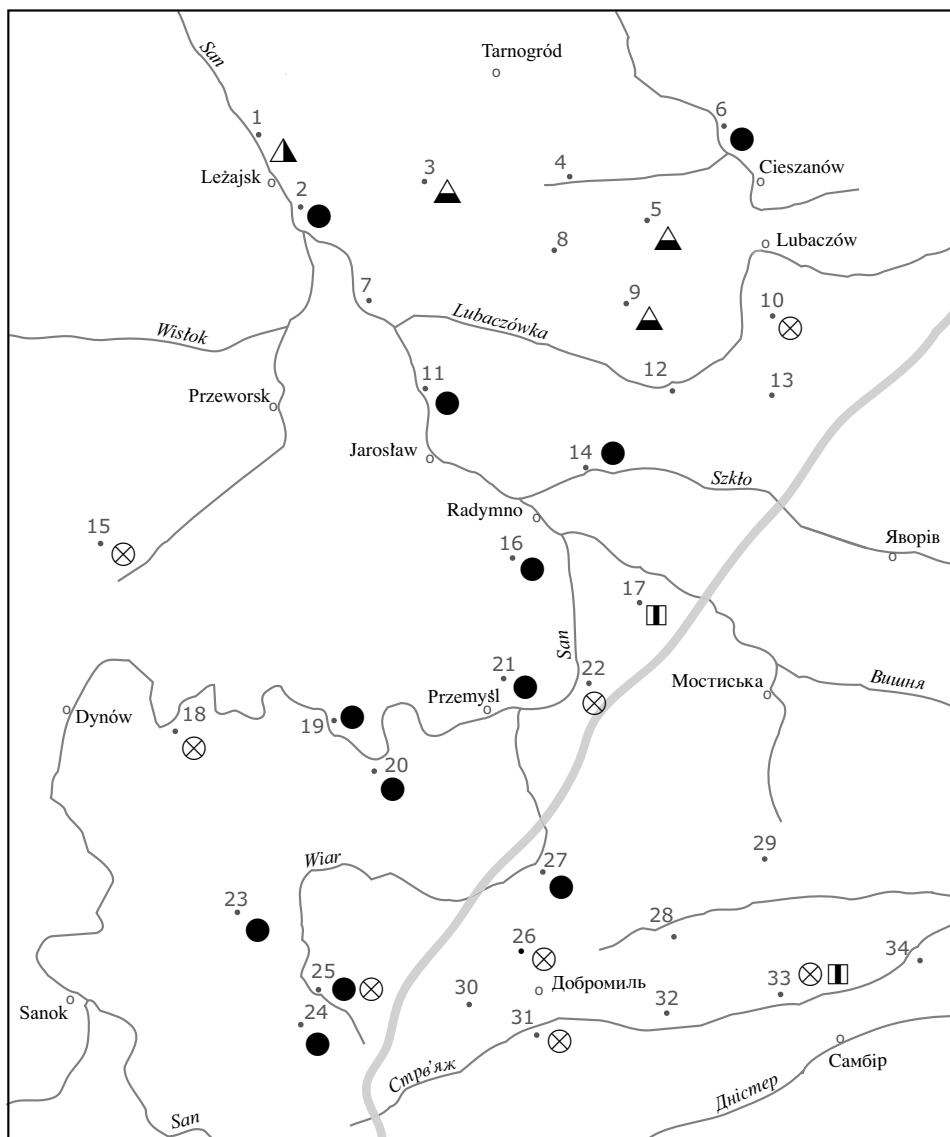 San
Tarnogród
6
1
3
4
Cieszanów
Leżajsk
2
5
8
Lubaczów
7
9
10
Lubaczówka
Wisłok
11
12
13
Przeworsk
Jarosław
14
Szkło
Radymno
15
16
Яворів
17
San
21
22
Мостиська
Вишня
Przemyśl
Dynów
18
19
20
Wiar
27
29
23
28
26
34
25
33
Добромиль
30
32
Sanok
24
31
Стрв'яж
Самбір
Дністер
San